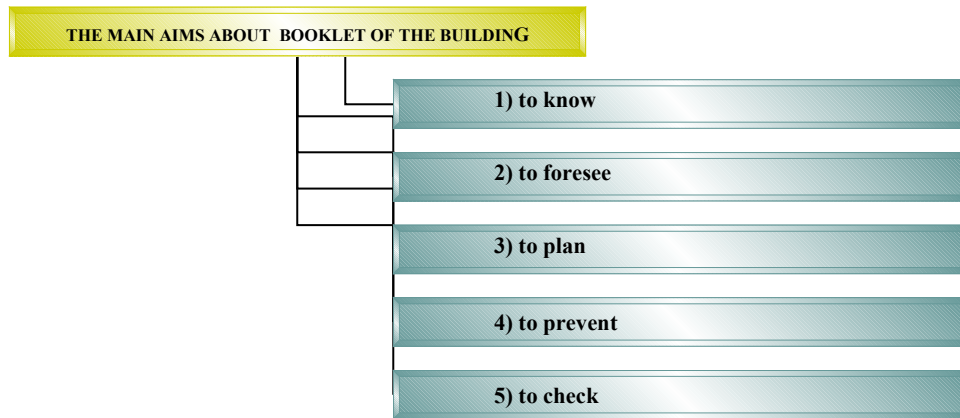 THE MAIN AIMS ABOUT BOOKLET OF THE BUILDING
1) to know
2) to foresee
3) to plan
4) to prevent
5) to check